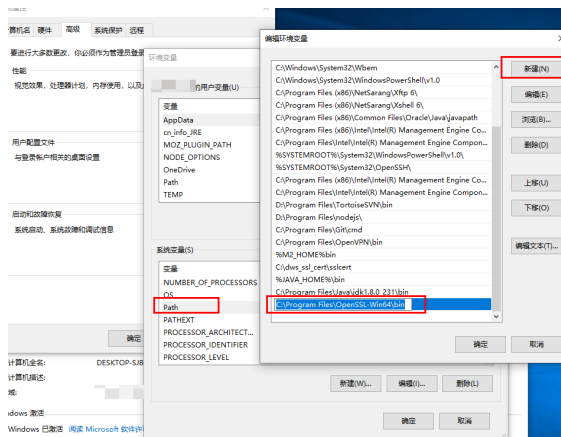 计算机名 硬件 高级 系统保护 远程
要进行大多数更改，你必须作为管理员登录
性能
视觉效果，处理器计划，内存使用，以及
用户配置文件
与登录帐户相关的桌面设置
启动和故障恢复
系统启动、系统故障和调试信息
确定
计算机全名: DESKTOP-SJ8
计算机描述:
域:
Windows 激活
Windows 已激活 阅读 Microsoft 软件许
环境变量
的用户变量(U)
变量
AppData
cn_info_JRE
MOZ_PLUGIN_PATH
NODE_OPTIONS
OneDrive
Path
TEMP
系统变量(S)
变量
NUMBER_OF_PROCESSORS
OS
Path
PATHEXT
PROCESSOR_ARCHITECT...
PROCESSOR_IDENTIFIER
PROCESSOR_LEVEL
新建(W)... 编辑(I)... 删除(L)
确定 取消
编辑环境变量
C:\Windows\System32\Wbem
C:\Windows\System32\WindowsPowerShell\v1.0
C:\Program Files (x86)\NetSarang\Xftp 6\
C:\Program Files (x86)\NetSarang\Xshell 6\
C:\Program Files (x86)\Common Files\Oracle\Java\javapath
C:\Program Files (x86)\Intel\Intel(R) Management Engine Co...
C:\Program Files\Intel\Intel(R) Management Engine Compon...
%SYSTEMROOT%\System32\WindowsPowerShell\v1.0\
%SYSTEMROOT%\System32\OpenSSH\
C:\Program Files (x86)\Intel\Intel(R) Management Engine Co...
C:\Program Files\Intel\Intel(R) Management Engine Compon...
D:\Program Files\TortoiseSVN\bin
D:\Program Files\nodejs\
C:\Program Files\Git\cmd
C:\Program Files\OpenVPN\bin
%M2_HOME%bin
C:\dws_ssl_cert\sslcert
%JAVA_HOME%\bin
C:\Program Files\Java\jdk1.8.0_231\bin
C:\Program Files\OpenSSL-Win64\bin
新建(N)
编辑(E)
浏览(B)...
删除(D)
上移(U)
下移(O)
编辑文本(T)...
确定 取消